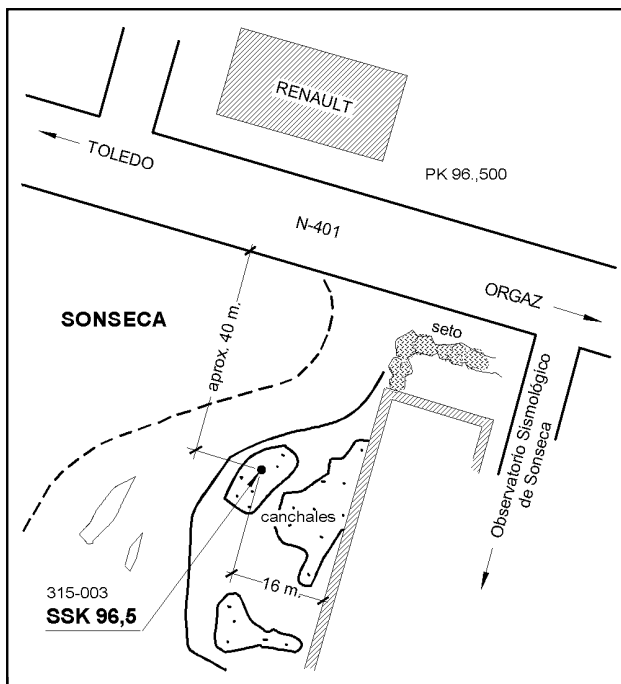 RENAULT
TOLEDO
PK 96.,500
N-401
ORGAZ
SONSECA
aprox. 40 m.
seto
Observatorio Sismológico
de Sonseca
canchales
16 m.
315-003
SSK 96,5